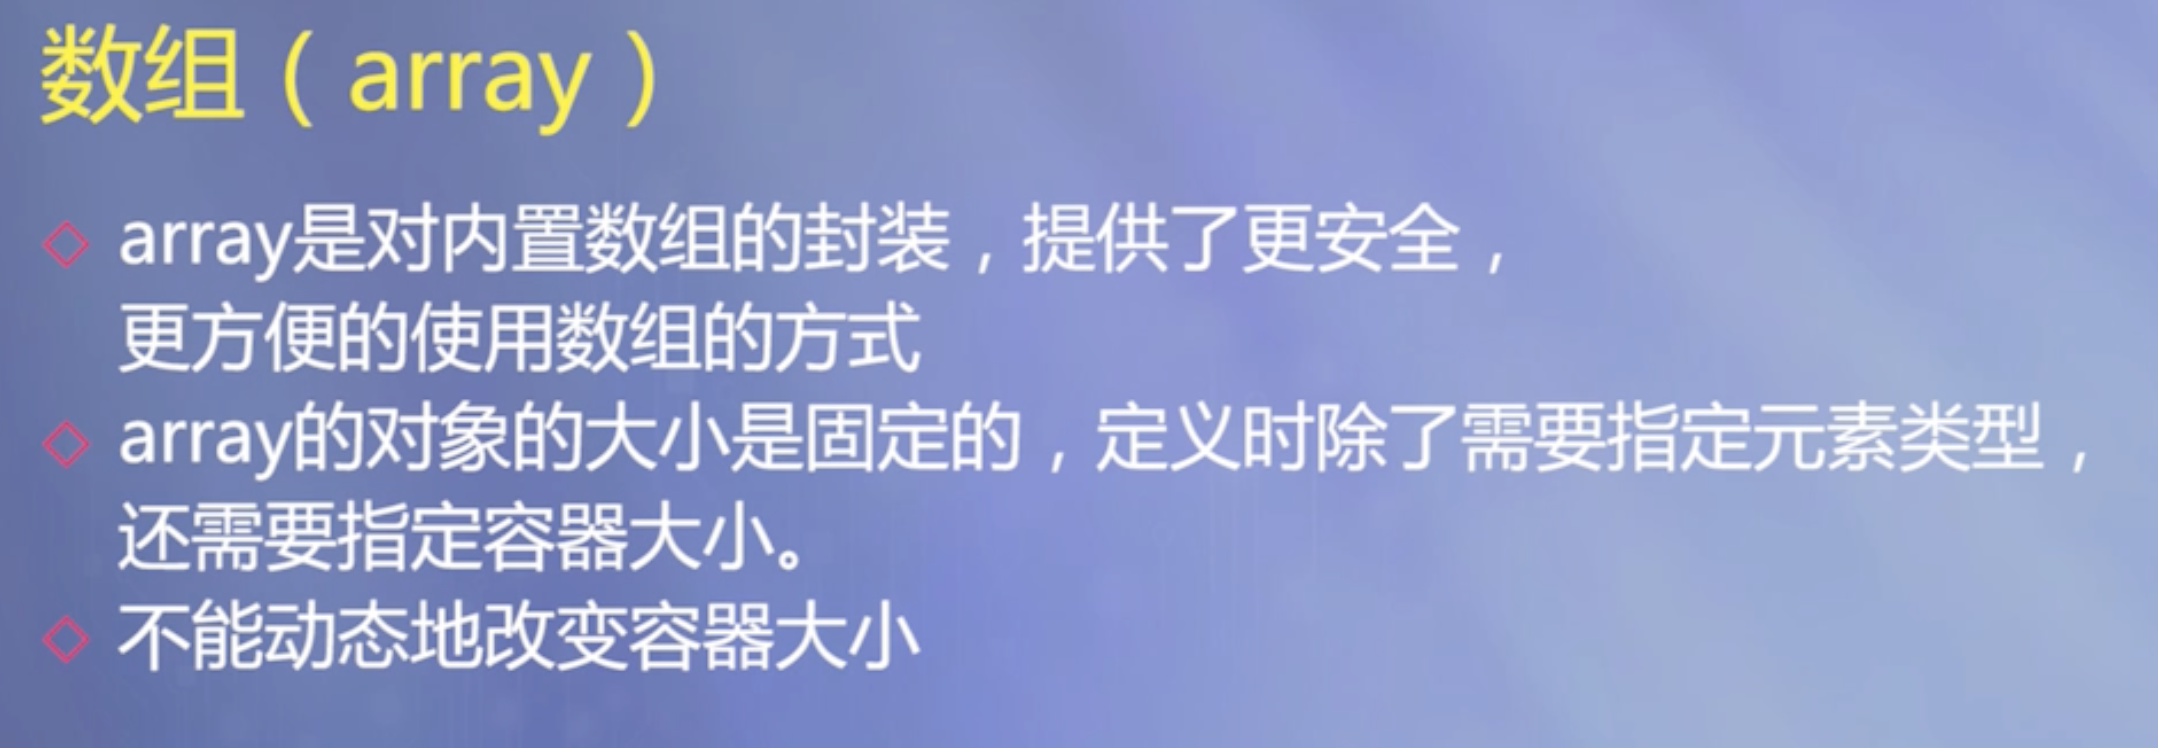 数组（array）
array是对内置数组的封装，提供了更安全，
更方便的使用数组的方式
array的对象的大小是固定的，定义时除了需要指定元素类型，
还需要指定容器大小。
不能动态地改变容器大小